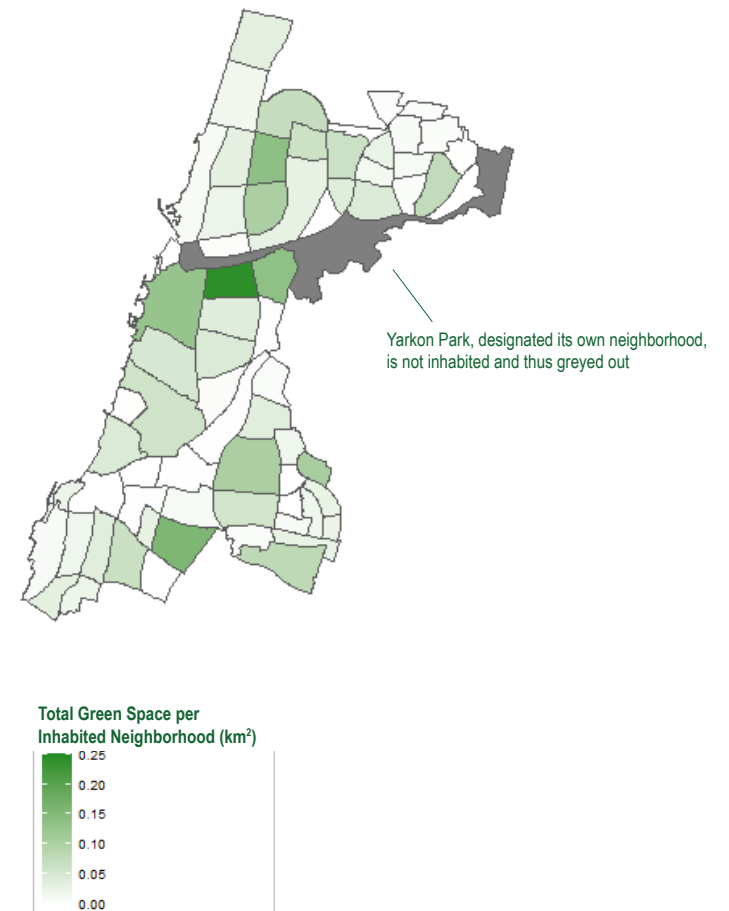 Yarkon Park, designated its own neighborhood,
is not inhabited and thus greyed out
Total Green Space per
Inhabited Neighborhood (km²)
0.25
0.20
0.15
0.10
0.05
0.00